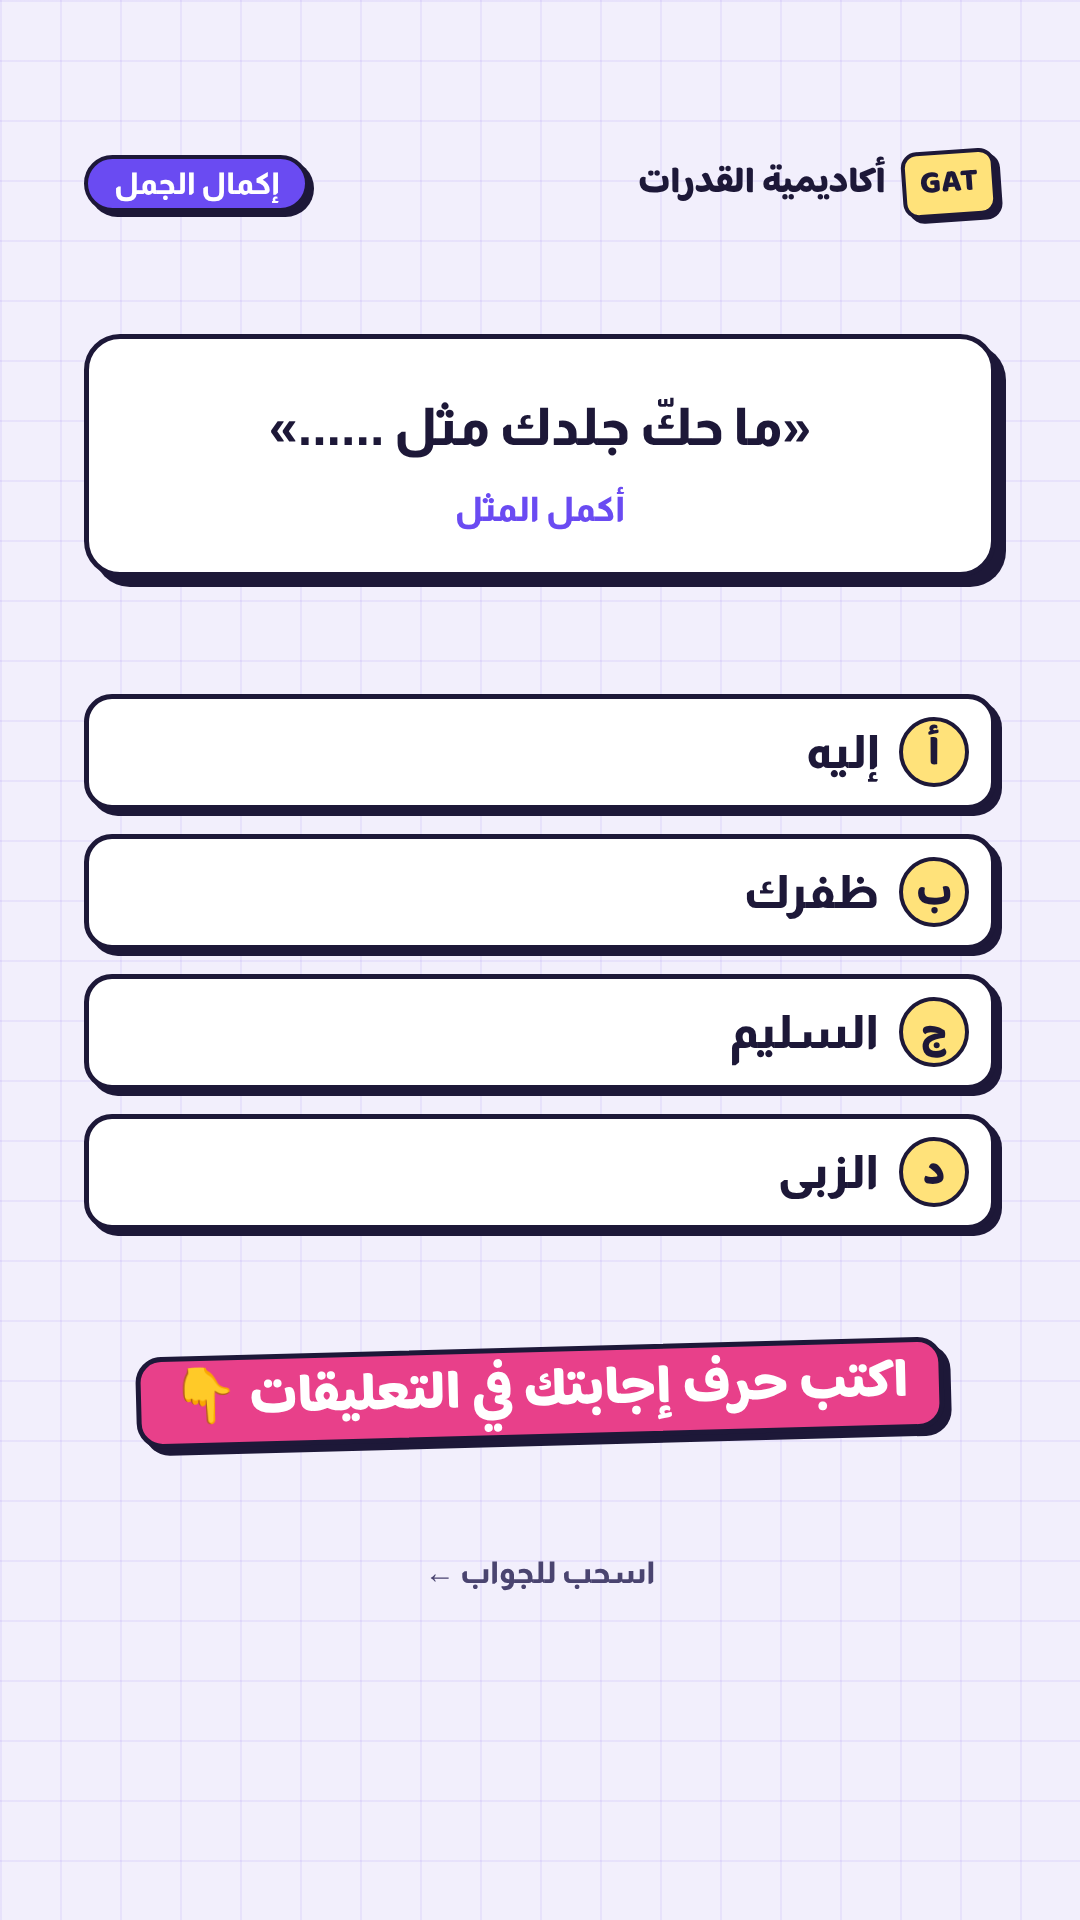 GAT
أكاديمية القدرات
إكمال الجمل
«ما حكّ جلدك مثل ......»
أكمل المثل
أ إليه
ب ظفرك
ج السليم
د الزبى
اكتب حرف إجابتك في التعليقات 👇
اسحب للجواب ←